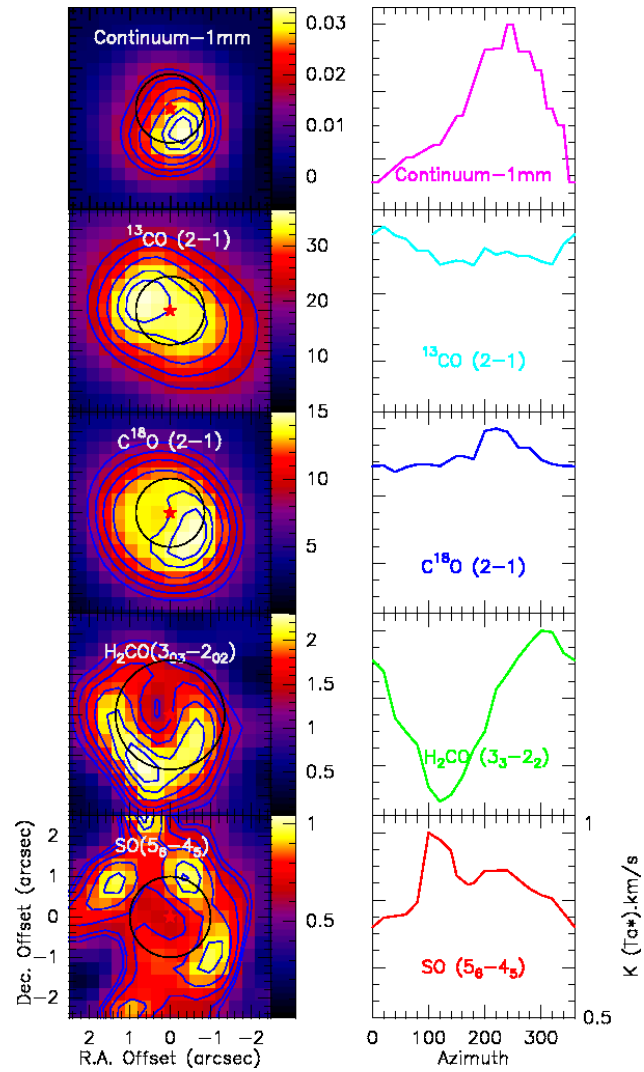 Continuum−1mm
0.03
0.02
0.01
0
Continuum−1mm
¹³CO (2−1)
30
20
10
¹³CO (2−1)
C¹⁸O (2−1)
15
10
5
C¹⁸O (2−1)
H₂CO(3₀₃−2₀₂)
2
1.5
1
0.5
H₂CO (3₃−2₂)
SO(5₆−4₅)
1
0.5
SO (5₆−4₅)
1
0.5
K (Ta*).km/s
Dec. Offset (arcsec)
2
1
0
−1
−2
2 1 0 −1 −2
R.A. Offset (arcsec)
0 100 200 300
Azimuth